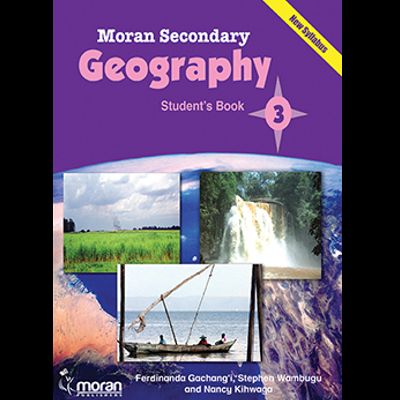 New Syllabus
Moran Secondary
Geography
Student's Book
3
moran
PUBLISHERS
Ferdinanda Gachang'i, Stephen Wambugu
and Nancy Kihwaga